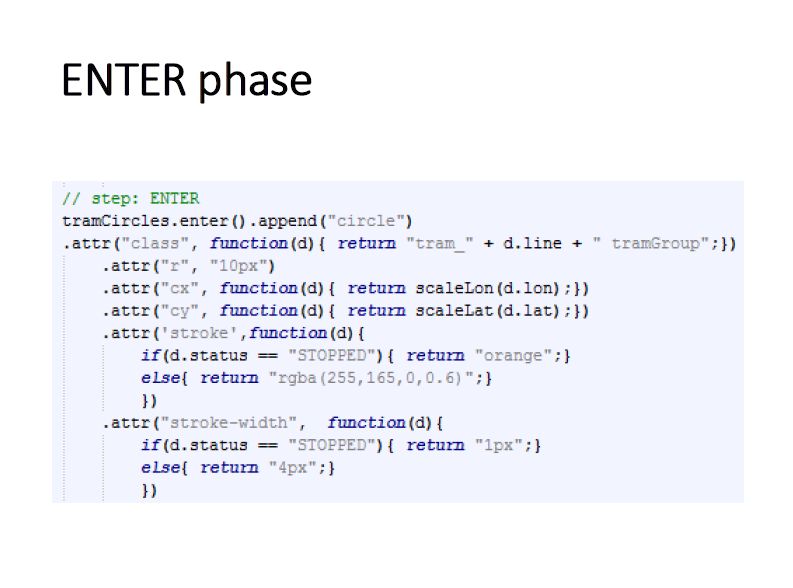 ENTER phase
// step: ENTER
tramCircles.enter().append("circle")
.attr("class", function(d){ return "tram_" + d.line + " tramGroup";})
.attr("r", "10px")
.attr("cx", function(d){ return scaleLon(d.lon);})
.attr("cy", function(d){ return scaleLat(d.lat);})
.attr('stroke',function(d){
if(d.status == "STOPPED"){ return "orange";}
else{ return "rgba(255,165,0,0.6)";}
})
.attr("stroke-width", function(d){
if(d.status == "STOPPED"){ return "1px";}
else{ return "4px";}
})